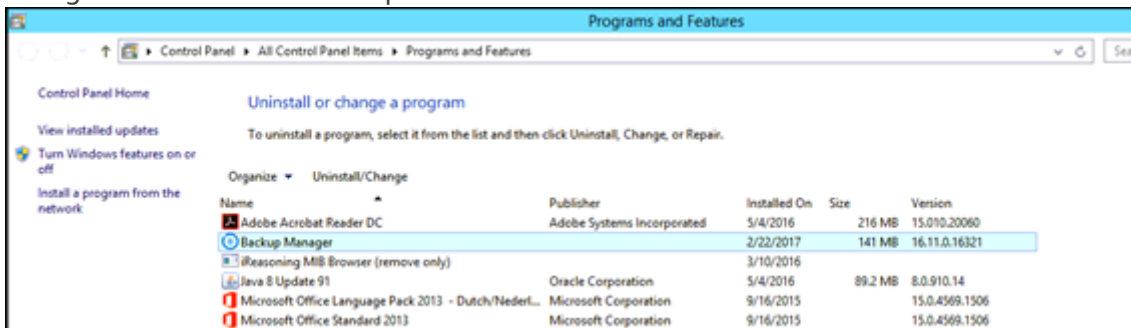 Programs and Features
Control Panel ▸ All Control Panel Items ▸ Programs and Features
Control Panel Home
Uninstall or change a program
View installed updates
To uninstall a program, select it from the list and then click Uninstall, Change, or Repair.
Turn Windows features on or
off
Install a program from the
network
Organize Uninstall/Change
Name Publisher Installed On Size Version
Adobe Acrobat Reader DC Adobe Systems Incorporated 5/4/2016 216 MB 15.010.20060
Backup Manager 2/22/2017 141 MB 16.11.0.16321
iReasoning MIB Browser (remove only) 3/10/2016
Java 8 Update 91 Oracle Corporation 5/4/2016 89.2 MB 8.0.910.14
Microsoft Office Language Pack 2013 - Dutch/Nederl... Microsoft Corporation 9/16/2015 15.0.4569.1506
Microsoft Office Standard 2013 Microsoft Corporation 9/16/2015 15.0.4569.1506